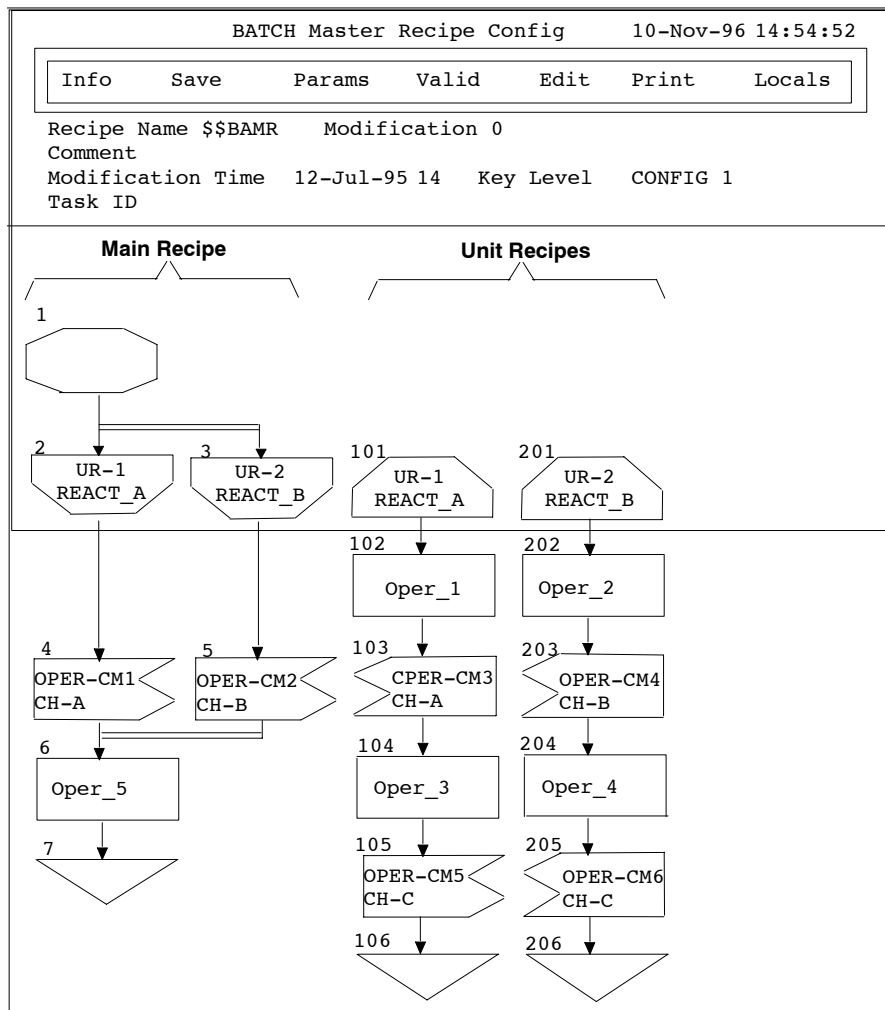 BATCH Master Recipe Config 10-Nov-96 14:54:52
Info Save Params Valid Edit Print Locals
Recipe Name $$BAMR Modification 0
Comment
Modification Time 12-Jul-95 14 Key Level CONFIG 1
Task ID
Main Recipe Unit Recipes
1
2 3 101 201
UR-1 UR-2 UR-1 UR-2
REACT_A REACT_B REACT_A REACT_B
102 202
Oper_1 Oper_2
4 5 103 203
OPER-CM1 OPER-CM2 CPER-CM3 OPER-CM4
CH-A CH-B CH-A CH-B
6 104 204
Oper_5 Oper_3 Oper_4
7 105 205
OPER-CM5 OPER-CM6
CH-C CH-C
106 206